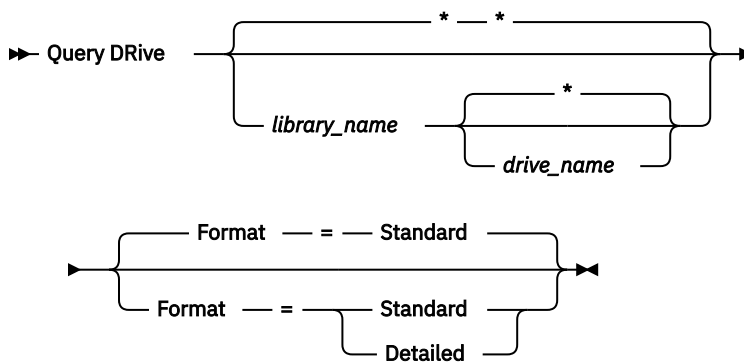 * *
Query DRive
*
library_name
drive_name
Format = Standard
Format = Standard
Detailed